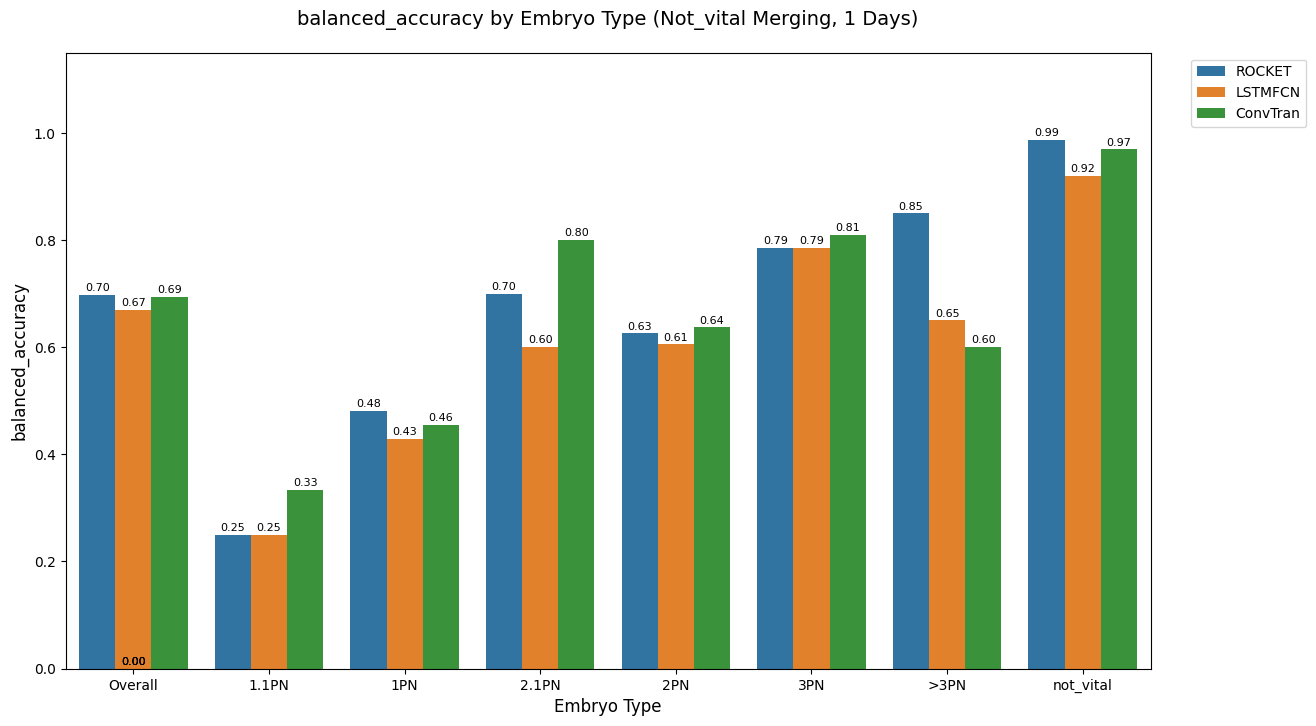 balanced_accuracy by Embryo Type (Not_vital Merging, 1 Days)
ROCKET
LSTMFCN
ConvTran
balanced_accuracy
1.0
0.8
0.6
0.4
0.2
0.0
0.70
0.67
0.69
0.00
0.25
0.25
0.33
0.48
0.43
0.46
0.70
0.60
0.80
0.63
0.61
0.64
0.79
0.79
0.81
0.85
0.65
0.60
0.99
0.92
0.97
Overall
1.1PN
1PN
2.1PN
2PN
3PN
>3PN
not_vital
Embryo Type